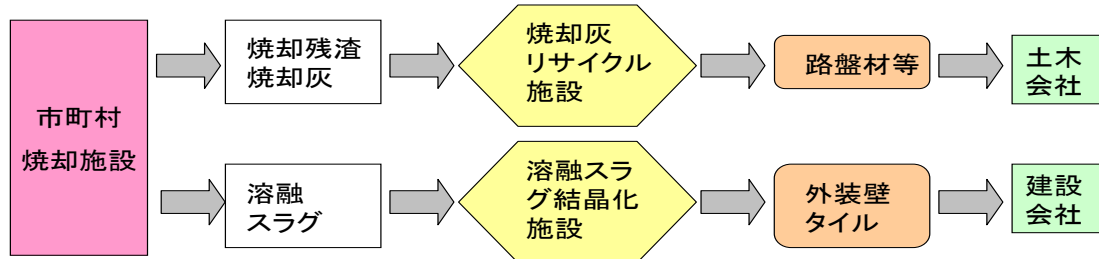 市町村
焼却施設
焼却残渣
焼却灰
焼却灰
リサイクル
施設
路盤材等
土木
会社
溶融
スラグ
溶融スラ
グ結晶化
施設
外装壁
タイル
建設
会社